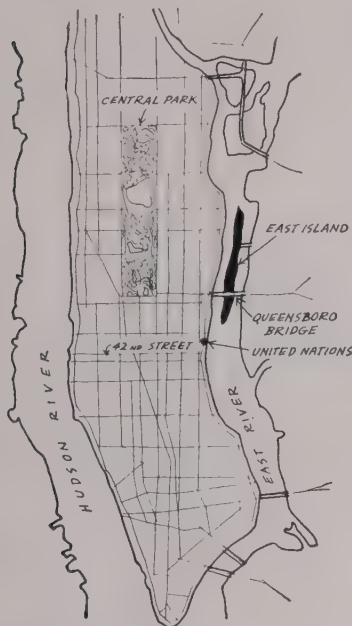 CENTRAL PARK
EAST ISLAND
QUEENSBORO
BRIDGE
42ND STREET
UNITED NATIONS
HUDSON RIVER
EAST RIVER